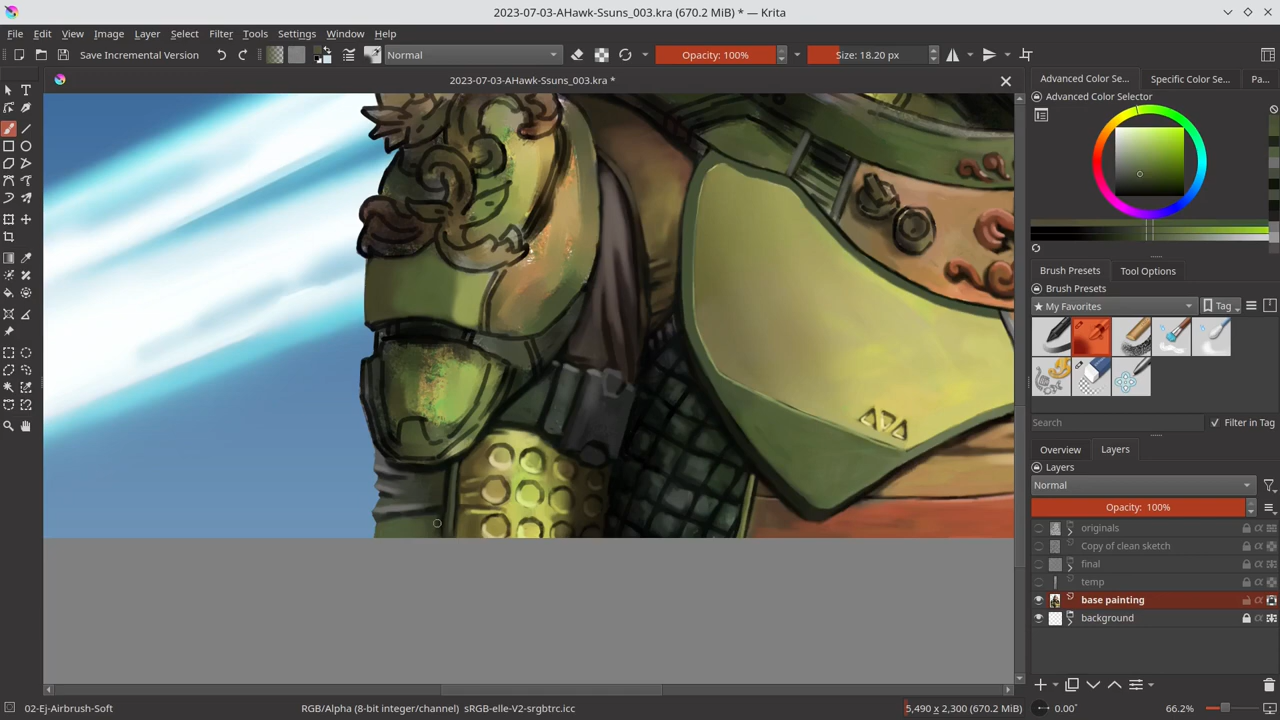 2023-07-03-AHawk-Ssuns_003.kra (670.2 MiB) * — Krita
File Edit View Image Layer Select Filter Tools Settings Window Help
Save Incremental Version
Normal
Opacity: 100%
Size: 18.20 px
2023-07-03-AHawk-Ssuns_003.kra *
Advanced Color Se...
Specific Color Se...
Pa...
Advanced Color Selector
Brush Presets
Tool Options
Brush Presets
★ My Favorites
Tag
Search
Filter in Tag
Overview
Layers
Layers
Normal
Opacity: 100%
originals
Copy of clean sketch
final
temp
base painting
background
02-Ej-Airbrush-Soft
RGB/Alpha (8-bit integer/channel) sRGB-elle-V2-srgbtrc.icc
5,490 x 2,300 (670.2 MiB)
0.00°
66.2%